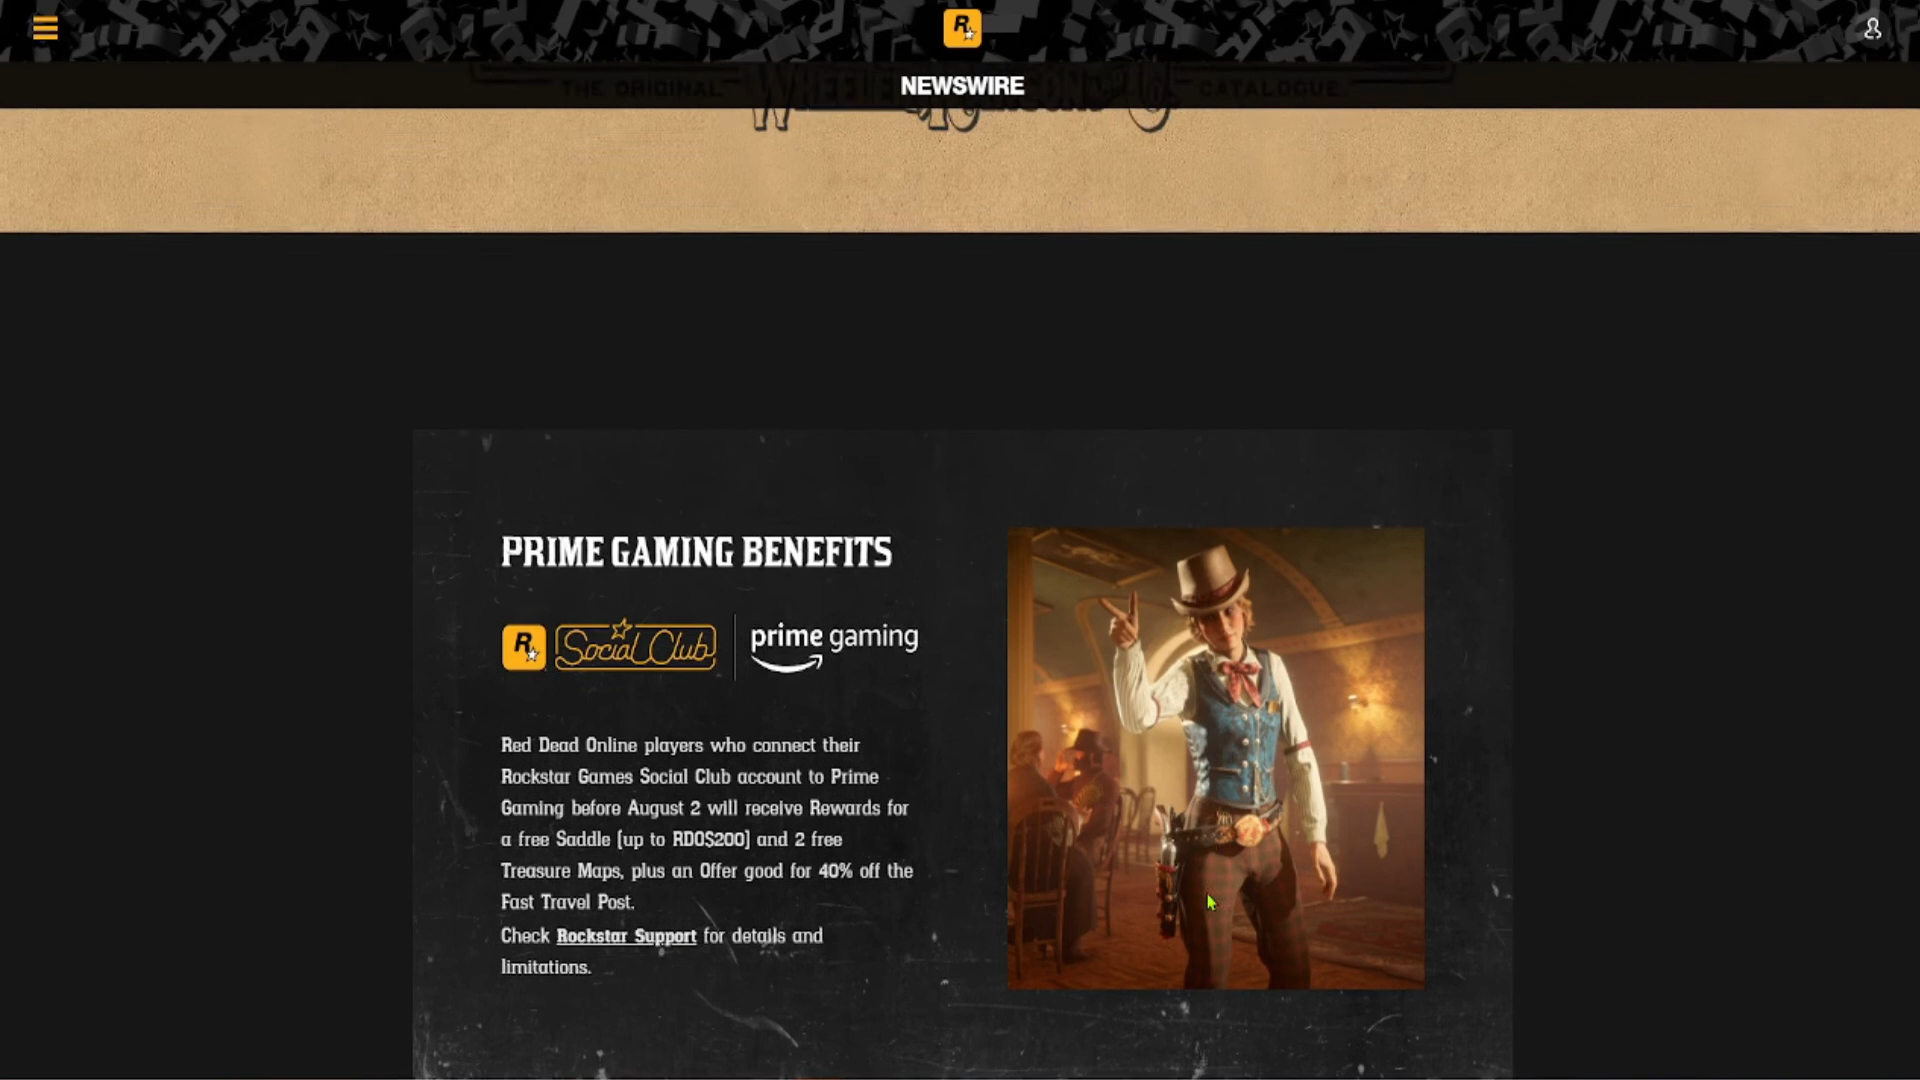 THE ORIGINAL
CATALOGUE
NEWSWIRE
PRIME GAMING BENEFITS
R
Social Club
prime gaming
Red Dead Online players who connect their
Rockstar Games Social Club account to Prime
Gaming before August 2 will receive Rewards for
a free Saddle (up to RDO$200) and 2 free
Treasure Maps, plus an Offer good for 40% off the
Fast Travel Post.
Check Rockstar Support for details and
limitations.